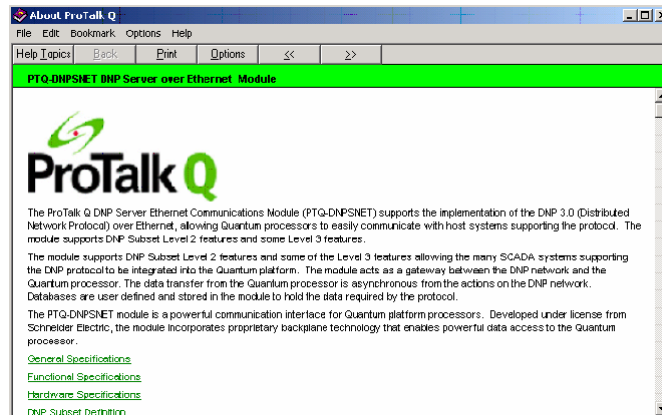 About ProTalk Q
File Edit Bookmark Options Help
Help Topics Back Print Options << >>
PTQ-DNPSNET DNP Server over Ethernet Module
ProTalk Q
The ProTalk Q DNP Server Ethernet Communications Module (PTQ-DNPSNET) supports the implementation of the DNP 3.0 (Distributed
Network Protocol) over Ethernet, allowing Quantum processors to easily communicate with host systems supporting the protocol. The
module supports DNP Subset Level 2 features and some Level 3 features.
The module supports DNP Subset Level 2 features and some of the Level 3 features allowing the many SCADA systems supporting
the DNP protocol to be integrated into the Quantum platform. The module acts as a gateway between the DNP network and the
Quantum processor. The data transfer from the Quantum processor is asynchronous from the actions on the DNP network.
Databases are user defined and stored in the module to hold the data required by the protocol.
The PTQ-DNPSNET module is a powerful communication interface for Quantum platform processors. Developed under license from
Schneider Electric, the module incorporates proprietary backplane technology that enables powerful data access to the Quantum
processor.
General Specifications
Functional Specifications
Hardware Specifications
DNP Subset Definition